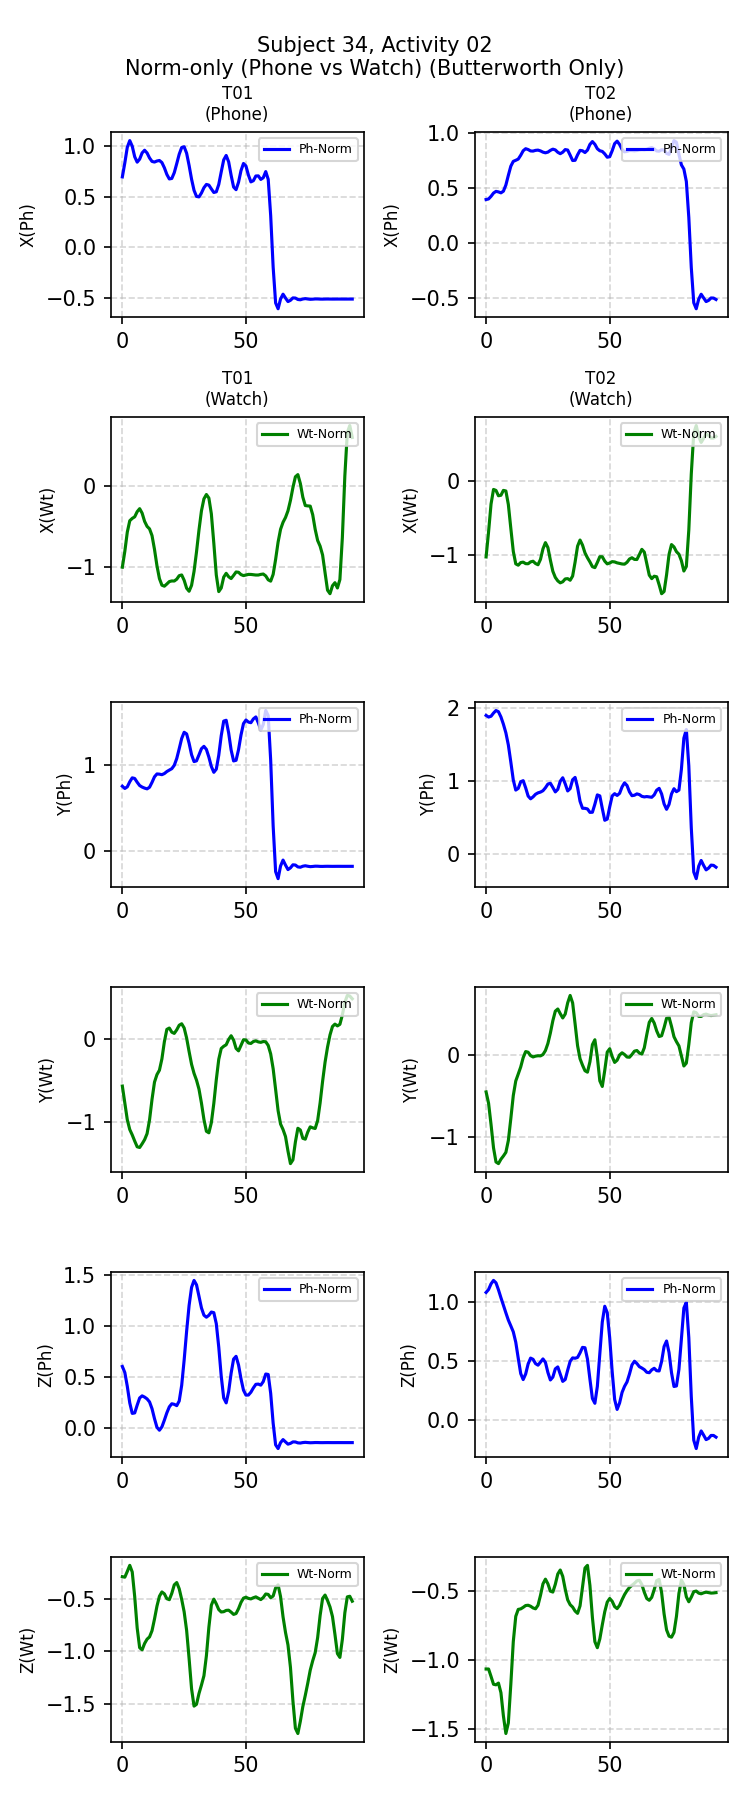 Subject 34, Activity 02
Norm-only (Phone vs Watch) (Butterworth Only)
T01
(Phone)
T02
(Phone)
X(Ph)
1.0
0.5
0.0
−0.5
0
50
Ph-Norm
X(Ph)
1.0
0.5
0.0
−0.5
0
50
Ph-Norm
T01
(Watch)
T02
(Watch)
X(Wt)
0
−1
0
50
Wt-Norm
X(Wt)
0
−1
0
50
Wt-Norm
Y(Ph)
1
0
0
50
Ph-Norm
Y(Ph)
2
1
0
0
50
Ph-Norm
Y(Wt)
0
−1
0
50
Wt-Norm
Y(Wt)
0
−1
0
50
Wt-Norm
Z(Ph)
1.5
1.0
0.5
0.0
0
50
Ph-Norm
Z(Ph)
1.0
0.5
0.0
0
50
Ph-Norm
Z(Wt)
−0.5
−1.0
−1.5
0
50
Wt-Norm
Z(Wt)
−0.5
−1.0
−1.5
0
50
Wt-Norm